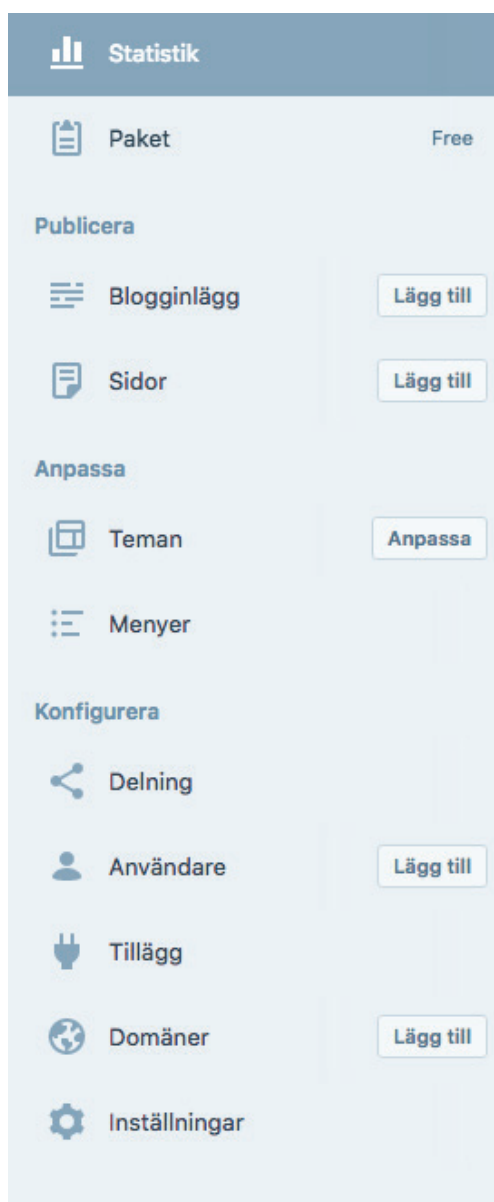 Statistik
Paket Free
Publicera
Blogginlägg Lägg till
Sidor Lägg till
Anpassa
Teman Anpassa
Menyer
Konfigurera
Delning
Användare Lägg till
Tillägg
Domäner Lägg till
Inställningar